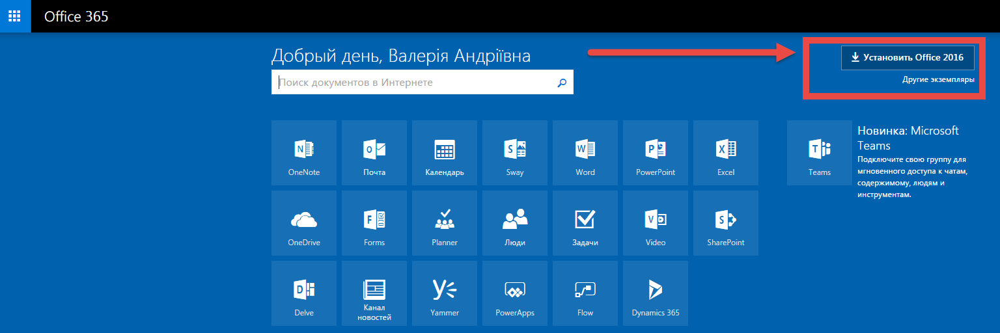 Office 365
Добрый день, Валерія Андріївна
Установить Office 2016
Поиск документов в Интернете
Другие экземпляры
OneNote
Почта
Календарь
Sway
Word
PowerPoint
Excel
Teams
Новинка: Microsoft
Teams
Подключите свою группу для
мгновенного доступа к чатам,
содержимому, людям и
инструментам.
OneDrive
Forms
Planner
Люди
Задачи
Video
SharePoint
Delve
Канал
новостей
Yammer
PowerApps
Flow
Dynamics 365